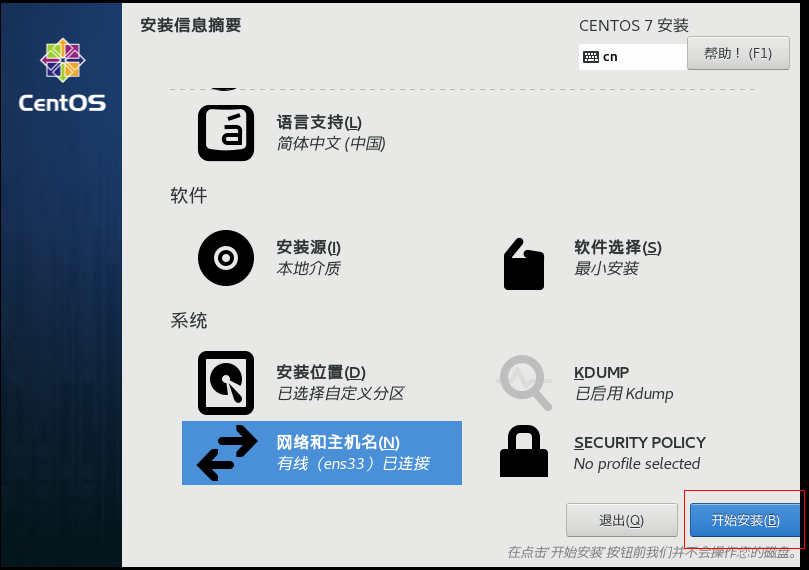 安装信息摘要
CENTOS 7 安装
cn
帮助！ (F1)
CentOS
语言支持(L)
简体中文 (中国)
软件
安装源(I)
本地介质
软件选择(S)
最小安装
系统
安装位置(D)
已选择自定义分区
KDUMP
已启用 Kdump
网络和主机名(N)
有线（ens33）已连接
SECURITY POLICY
No profile selected
退出(Q)
开始安装(B)
在点击‘开始安装’按钮前我们并不会操作您的磁盘。